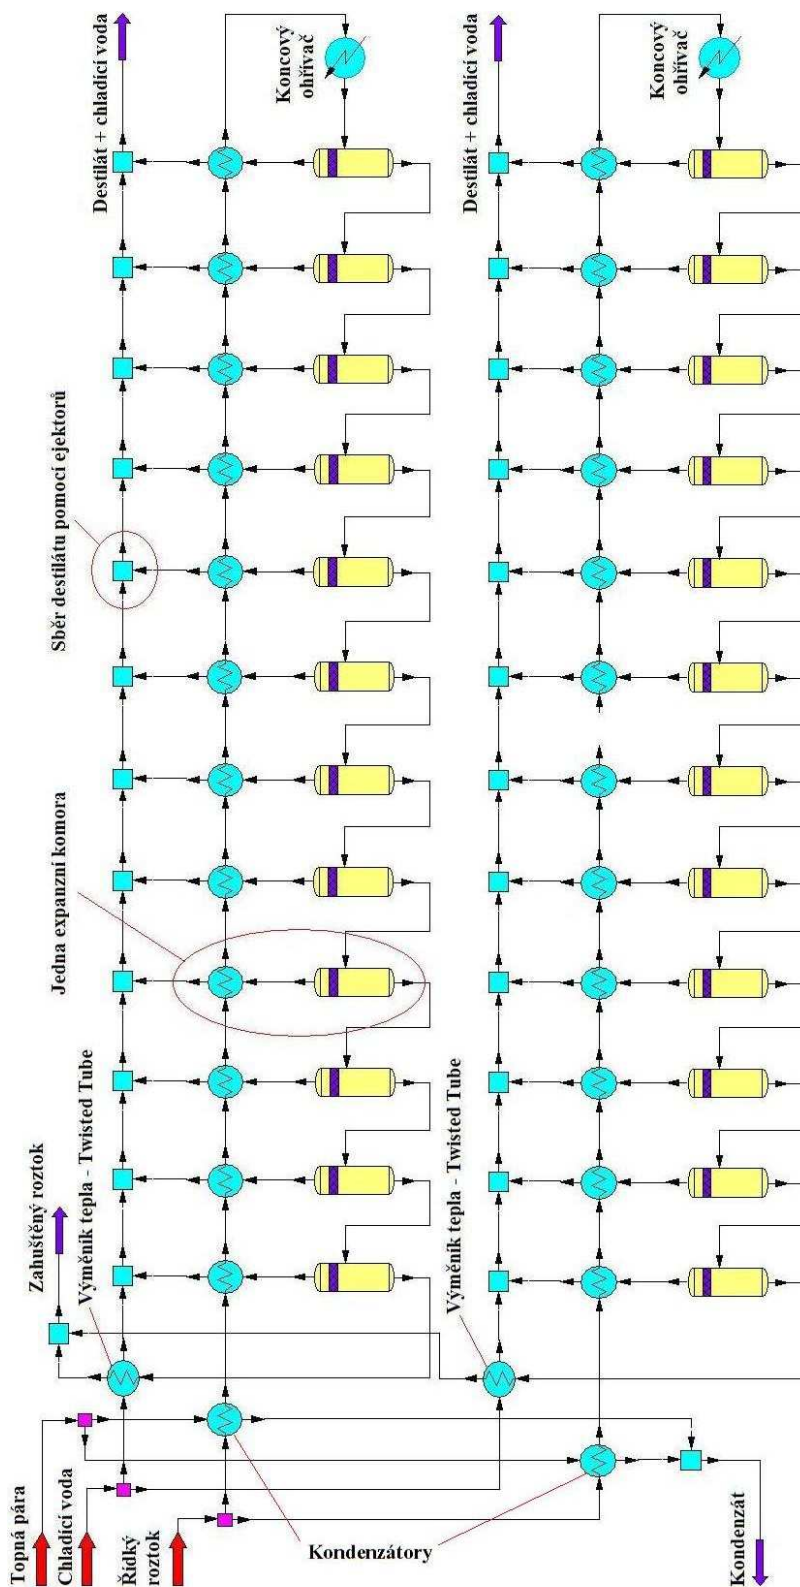 Topná pára
Chladící voda
Řídký
roztok
Zahuštěný roztok
Výměník tepla - Twisted Tube
Jedna expanzní komora
Sběr destilátu pomocí ejektorů
Destilát + chladící voda
Koncový
ohřívač
Kondenzátory
Výměník tepla - Twisted Tube
Destilát + chladící voda
Koncový
ohřívač
Kondenzát